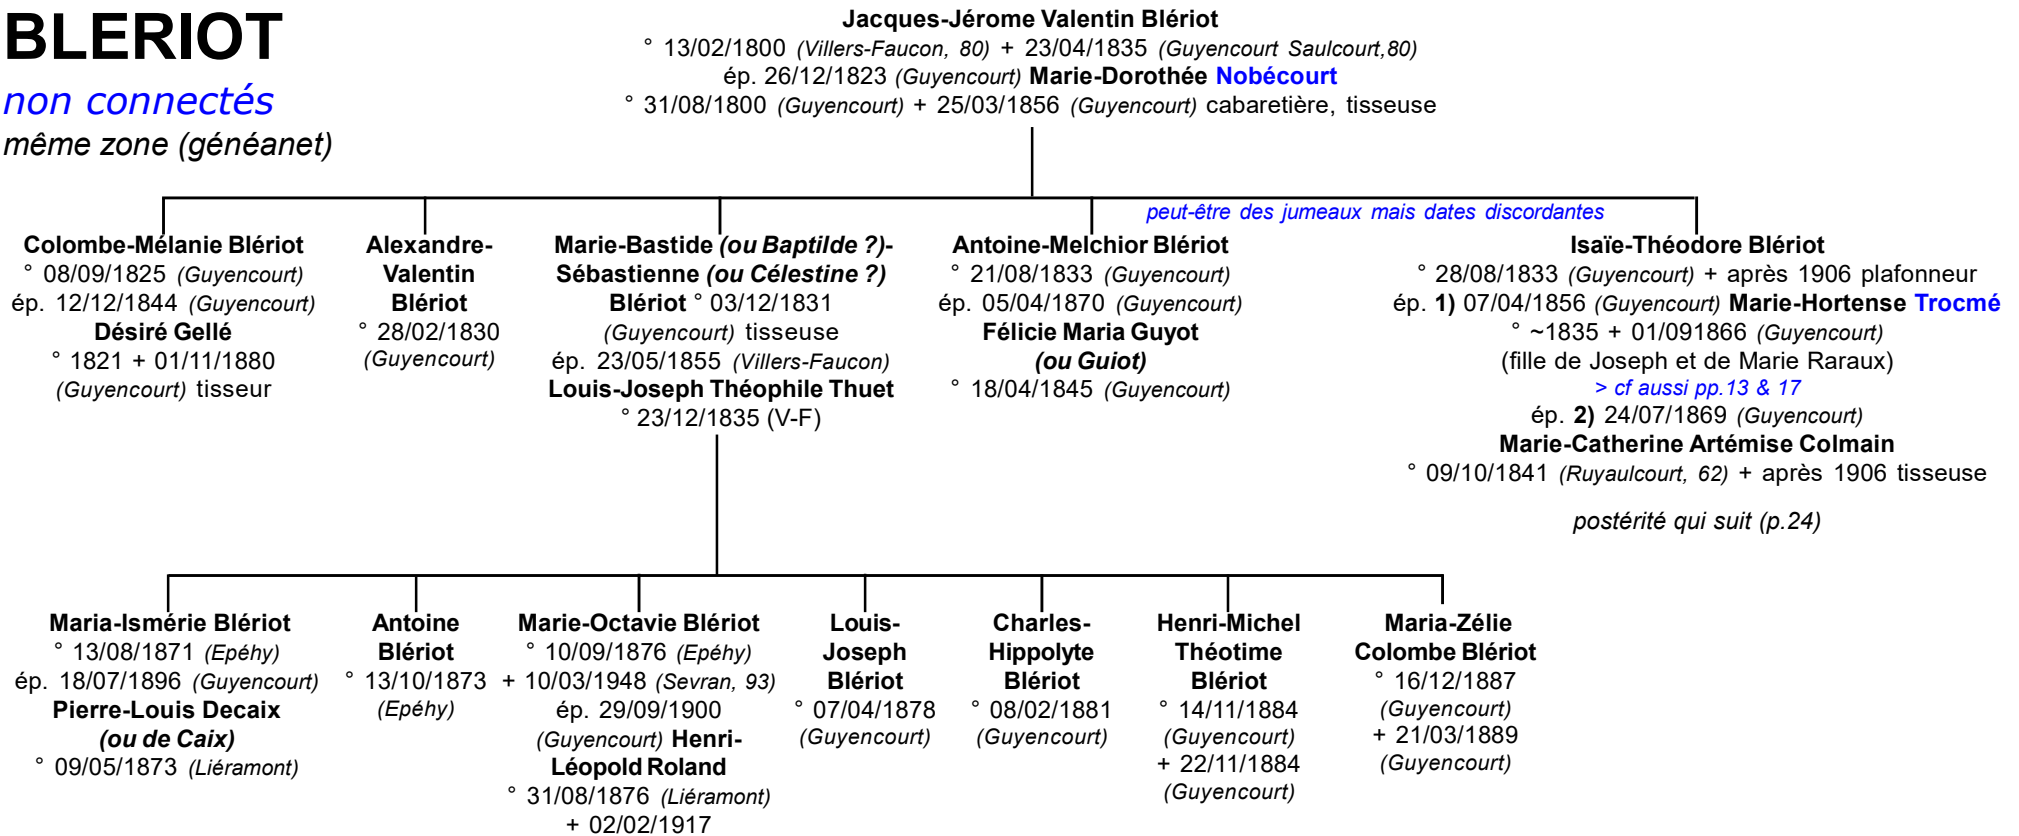 BLERIOT
non connectés
même zone (généanet)
Jacques-Jérome Valentin Blériot
° 13/02/1800 (Villers-Faucon, 80) + 23/04/1835 (Guyencourt Saulcourt,80)
ép. 26/12/1823 (Guyencourt) Marie-Dorothée Nobécourt
° 31/08/1800 (Guyencourt) + 25/03/1856 (Guyencourt) cabaretière, tisseuse
peut-être des jumeaux mais dates discordantes
Colombe-Mélanie Blériot
° 08/09/1825 (Guyencourt)
ép. 12/12/1844 (Guyencourt)
Désiré Gellé
° 1821 + 01/11/1880
(Guyencourt) tisseur
Alexandre-
Valentin
Blériot
° 28/02/1830
(Guyencourt)
Marie-Bastide (ou Baptilde ?)-
Sébastienne (ou Célestine ?)
Blériot ° 03/12/1831
(Guyencourt) tisseuse
ép. 23/05/1855 (Villers-Faucon)
Louis-Joseph Théophile Thuet
° 23/12/1835 (V-F)
Antoine-Melchior Blériot
° 21/08/1833 (Guyencourt)
ép. 05/04/1870 (Guyencourt)
Félicie Maria Guyot
(ou Guiot)
° 18/04/1845 (Guyencourt)
Isaïe-Théodore Blériot
° 28/08/1833 (Guyencourt) + après 1906 plafonneur
ép. 1) 07/04/1856 (Guyencourt) Marie-Hortense Trocmé
° ~1835 + 01/091866 (Guyencourt)
(fille de Joseph et de Marie Raraux)
> cf aussi pp.13 & 17
ép. 2) 24/07/1869 (Guyencourt)
Marie-Catherine Artémise Colmain
° 09/10/1841 (Ruyaulcourt, 62) + après 1906 tisseuse
postérité qui suit (p.24)
Maria-Ismérie Blériot
° 13/08/1871 (Epéhy)
ép. 18/07/1896 (Guyencourt)
Pierre-Louis Decaix
(ou de Caix)
° 09/05/1873 (Liéramont)
Antoine
Blériot
° 13/10/1873
(Epéhy)
Marie-Octavie Blériot
° 10/09/1876 (Epéhy)
+ 10/03/1948 (Sevran, 93)
ép. 29/09/1900
(Guyencourt) Henri-
Léopold Roland
° 31/08/1876 (Liéramont)
+ 02/02/1917
Louis-
Joseph
Blériot
° 07/04/1878
(Guyencourt)
Charles-
Hippolyte
Blériot
° 08/02/1881
(Guyencourt)
Henri-Michel
Théotime
Blériot
° 14/11/1884
(Guyencourt)
+ 22/11/1884
(Guyencourt)
Maria-Zélie
Colombe Blériot
° 16/12/1887
(Guyencourt)
+ 21/03/1889
(Guyencourt)